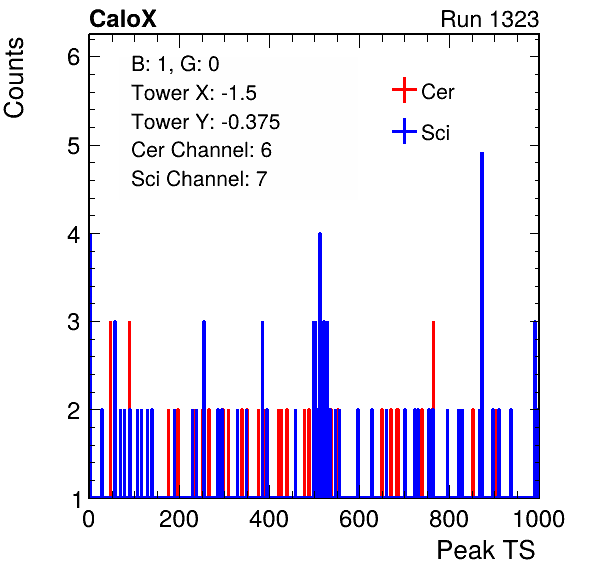 CaloX
Run 1323
Counts
B: 1, G: 0
Tower X: -1.5
Tower Y: -0.375
Cer Channel: 6
Sci Channel: 7
Cer
Sci
6
5
4
3
2
1
0 200 400 600 800 1000
Peak TS